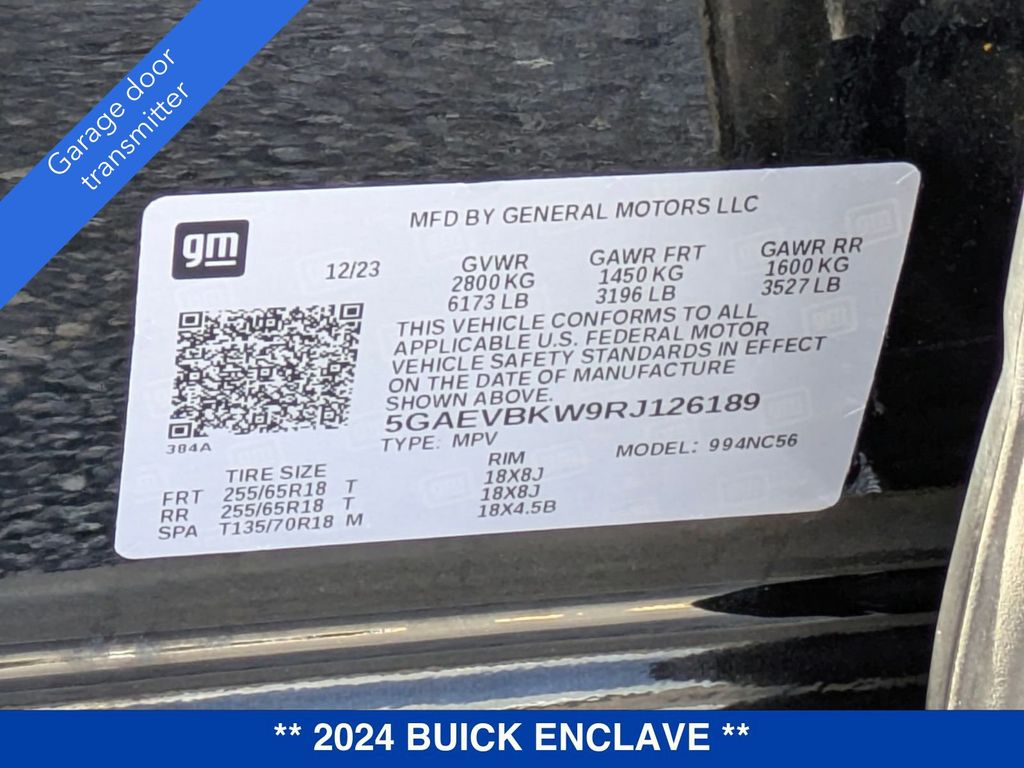 Garage door
transmitter
gm
MFD BY GENERAL MOTORS LLC
12/23
GVWR
2800 KG
6173 LB
GAWR FRT
1450 KG
3196 LB
GAWR RR
1600 KG
3527 LB
THIS VEHICLE CONFORMS TO ALL
APPLICABLE U.S. FEDERAL MOTOR
VEHICLE SAFETY STANDARDS IN EFFECT
ON THE DATE OF MANUFACTURE
SHOWN ABOVE.
5GAEVBKW9RJ126189
TYPE: MPV
MODEL: 994NC56
384A
TIRE SIZE
RIM
FRT 255/65R18 T 18X8J
RR 255/65R18 T 18X8J
SPA T135/70R18 M 18X4.5B
** 2024 BUICK ENCLAVE **